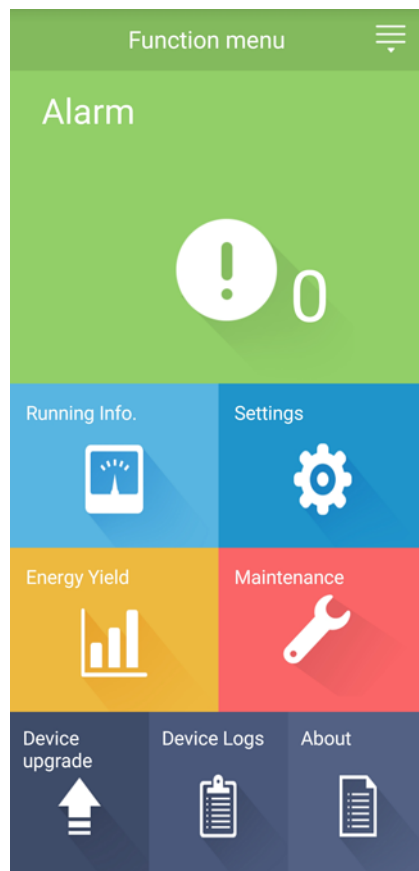 Function menu
Alarm
0
Running Info.
Settings
Energy Yield
Maintenance
Device
upgrade
Device Logs
About